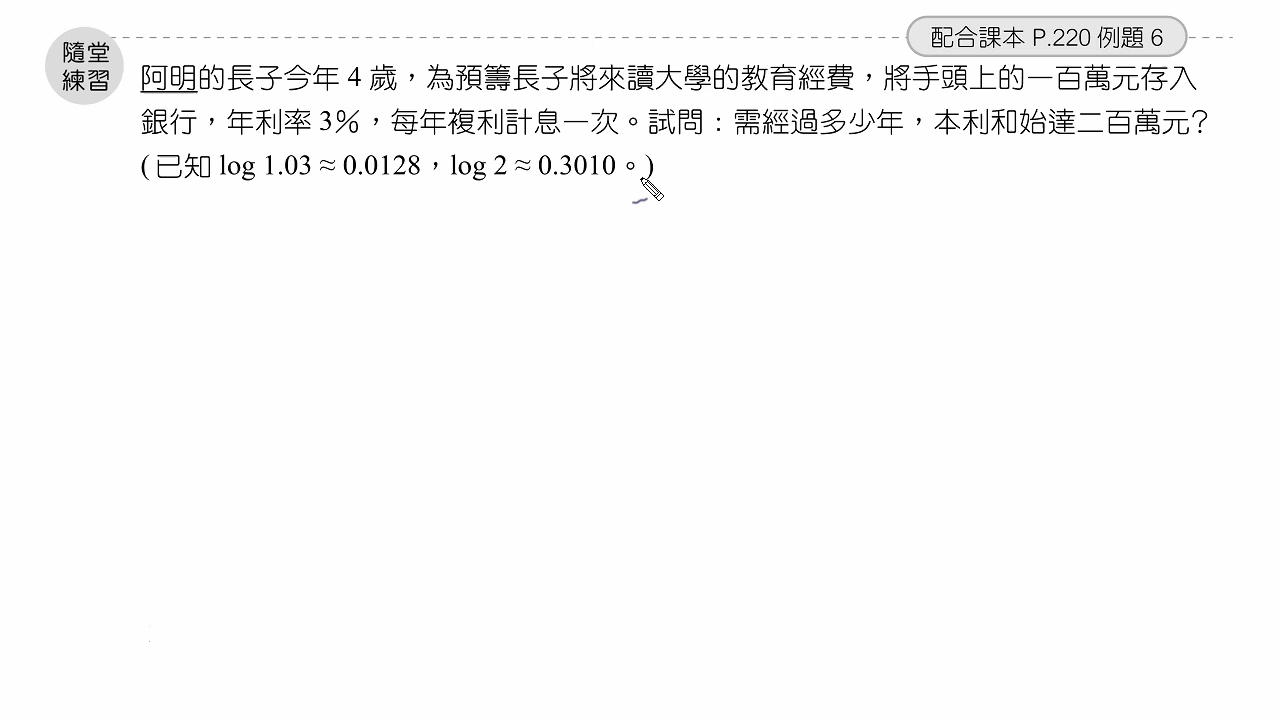 配合課本 P.220 例題 6
隨堂
練習
阿明的長子今年 4 歲，為預籌長子將來讀大學的教育經費，將手頭上的一百萬元存入
銀行，年利率 3%，每年複利計息一次。試問：需經過多少年，本利和始達二百萬元?
(已知 log 1.03 ≈ 0.0128，log 2 ≈ 0.3010。)